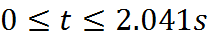 0 ≤ t ≤ 2.041s